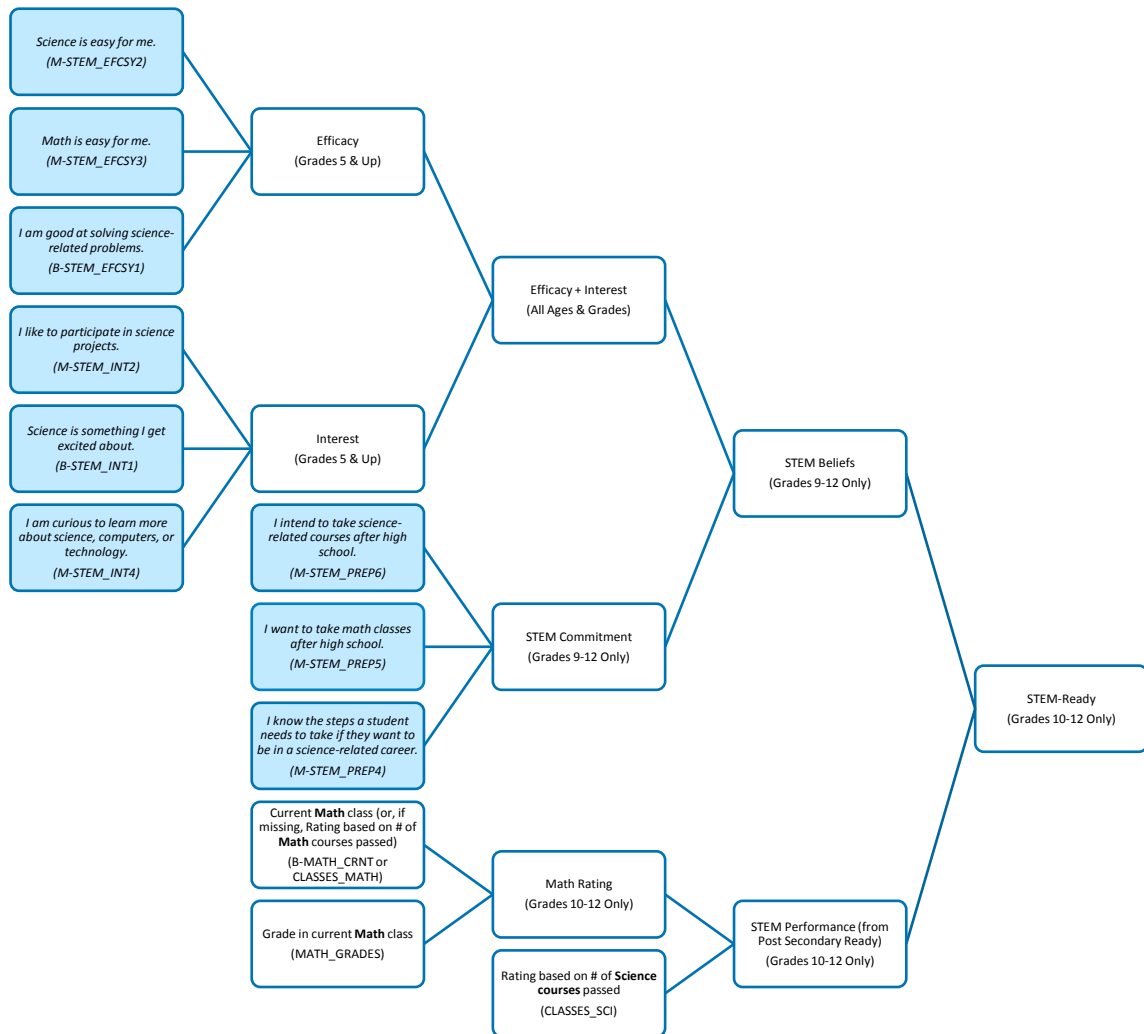 Science is easy for me.
(M-STEM_EFCSY2)
Math is easy for me.
(M-STEM_EFCSY3)
I am good at solving science-
related problems.
(B-STEM_EFCSY1)
I like to participate in science
projects.
(M-STEM_INT2)
Science is something I get
excited about.
(B-STEM_INT1)
I am curious to learn more
about science, computers, or
technology.
(M-STEM_INT4)
Efficacy
(Grades 5 & Up)
Interest
(Grades 5 & Up)
I intend to take science-
related courses after high
school.
(M-STEM_PREP6)
I want to take math classes
after high school.
(M-STEM_PREP5)
I know the steps a student
needs to take if they want to
be in a science-related career.
(M-STEM_PREP4)
Current Math class (or, if
missing, Rating based on # of
Math courses passed)
(B-MATH_CRNT or
CLASSES_MATH)
Grade in current Math class
(MATH_GRADES)
Efficacy + Interest
(All Ages & Grades)
STEM Commitment
(Grades 9-12 Only)
Math Rating
(Grades 10-12 Only)
Rating based on # of Science
courses passed
(CLASSES_SCI)
STEM Beliefs
(Grades 9-12 Only)
STEM Performance (from
Post Secondary Ready)
(Grades 10-12 Only)
STEM-Ready
(Grades 10-12 Only)